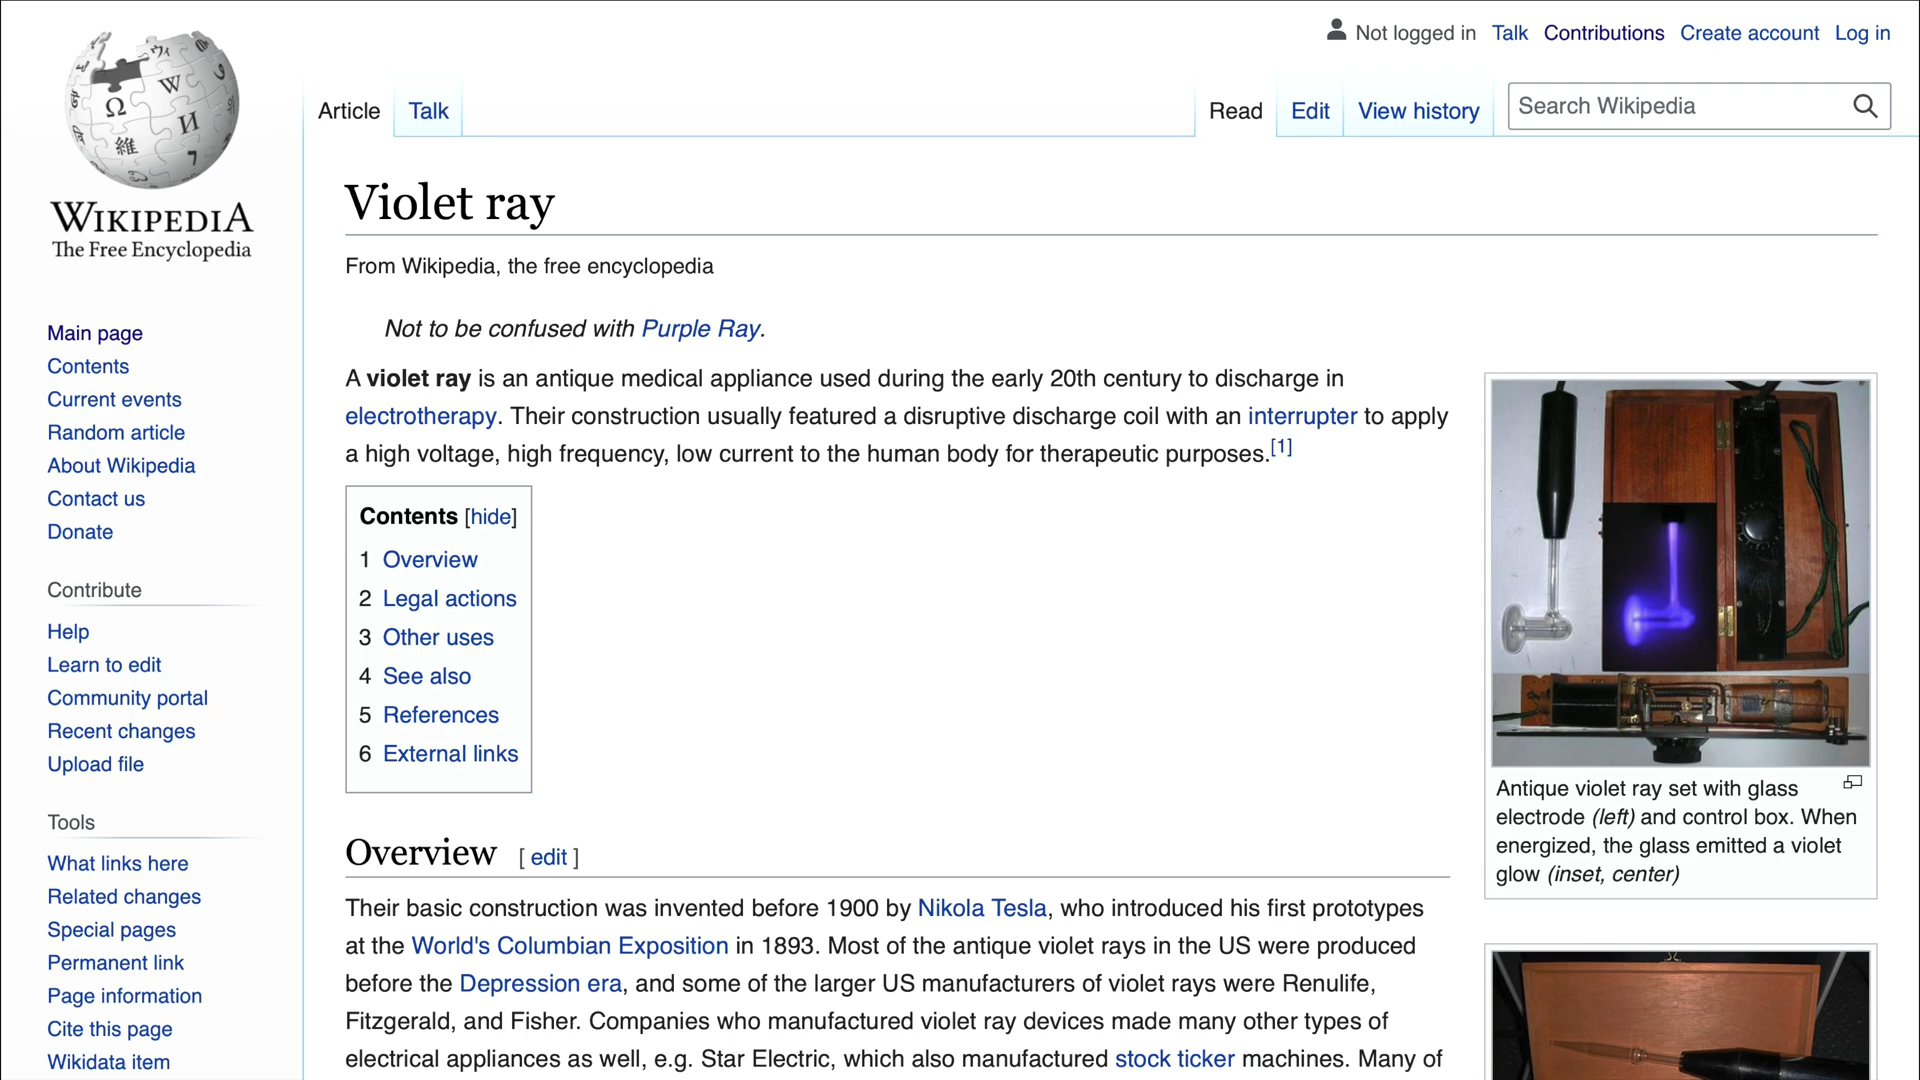 Not logged in Talk Contributions Create account Log in
Article Talk Read Edit View history Search Wikipedia
WIKIPEDIA
The Free Encyclopedia
Main page
Contents
Current events
Random article
About Wikipedia
Contact us
Donate
Contribute
Help
Learn to edit
Community portal
Recent changes
Upload file
Tools
What links here
Related changes
Special pages
Permanent link
Page information
Cite this page
Wikidata item
Violet ray
From Wikipedia, the free encyclopedia
Not to be confused with Purple Ray.
A violet ray is an antique medical appliance used during the early 20th century to discharge in
electrotherapy. Their construction usually featured a disruptive discharge coil with an interrupter to apply
a high voltage, high frequency, low current to the human body for therapeutic purposes.[1]
Contents [hide]
1 Overview
2 Legal actions
3 Other uses
4 See also
5 References
6 External links
Antique violet ray set with glass
electrode (left) and control box. When
energized, the glass emitted a violet
glow (inset, center)
Overview [ edit ]
Their basic construction was invented before 1900 by Nikola Tesla, who introduced his first prototypes
at the World's Columbian Exposition in 1893. Most of the antique violet rays in the US were produced
before the Depression era, and some of the larger US manufacturers of violet rays were Renulife,
Fitzgerald, and Fisher. Companies who manufactured violet ray devices made many other types of
electrical appliances as well, e.g. Star Electric, which also manufactured stock ticker machines. Many of